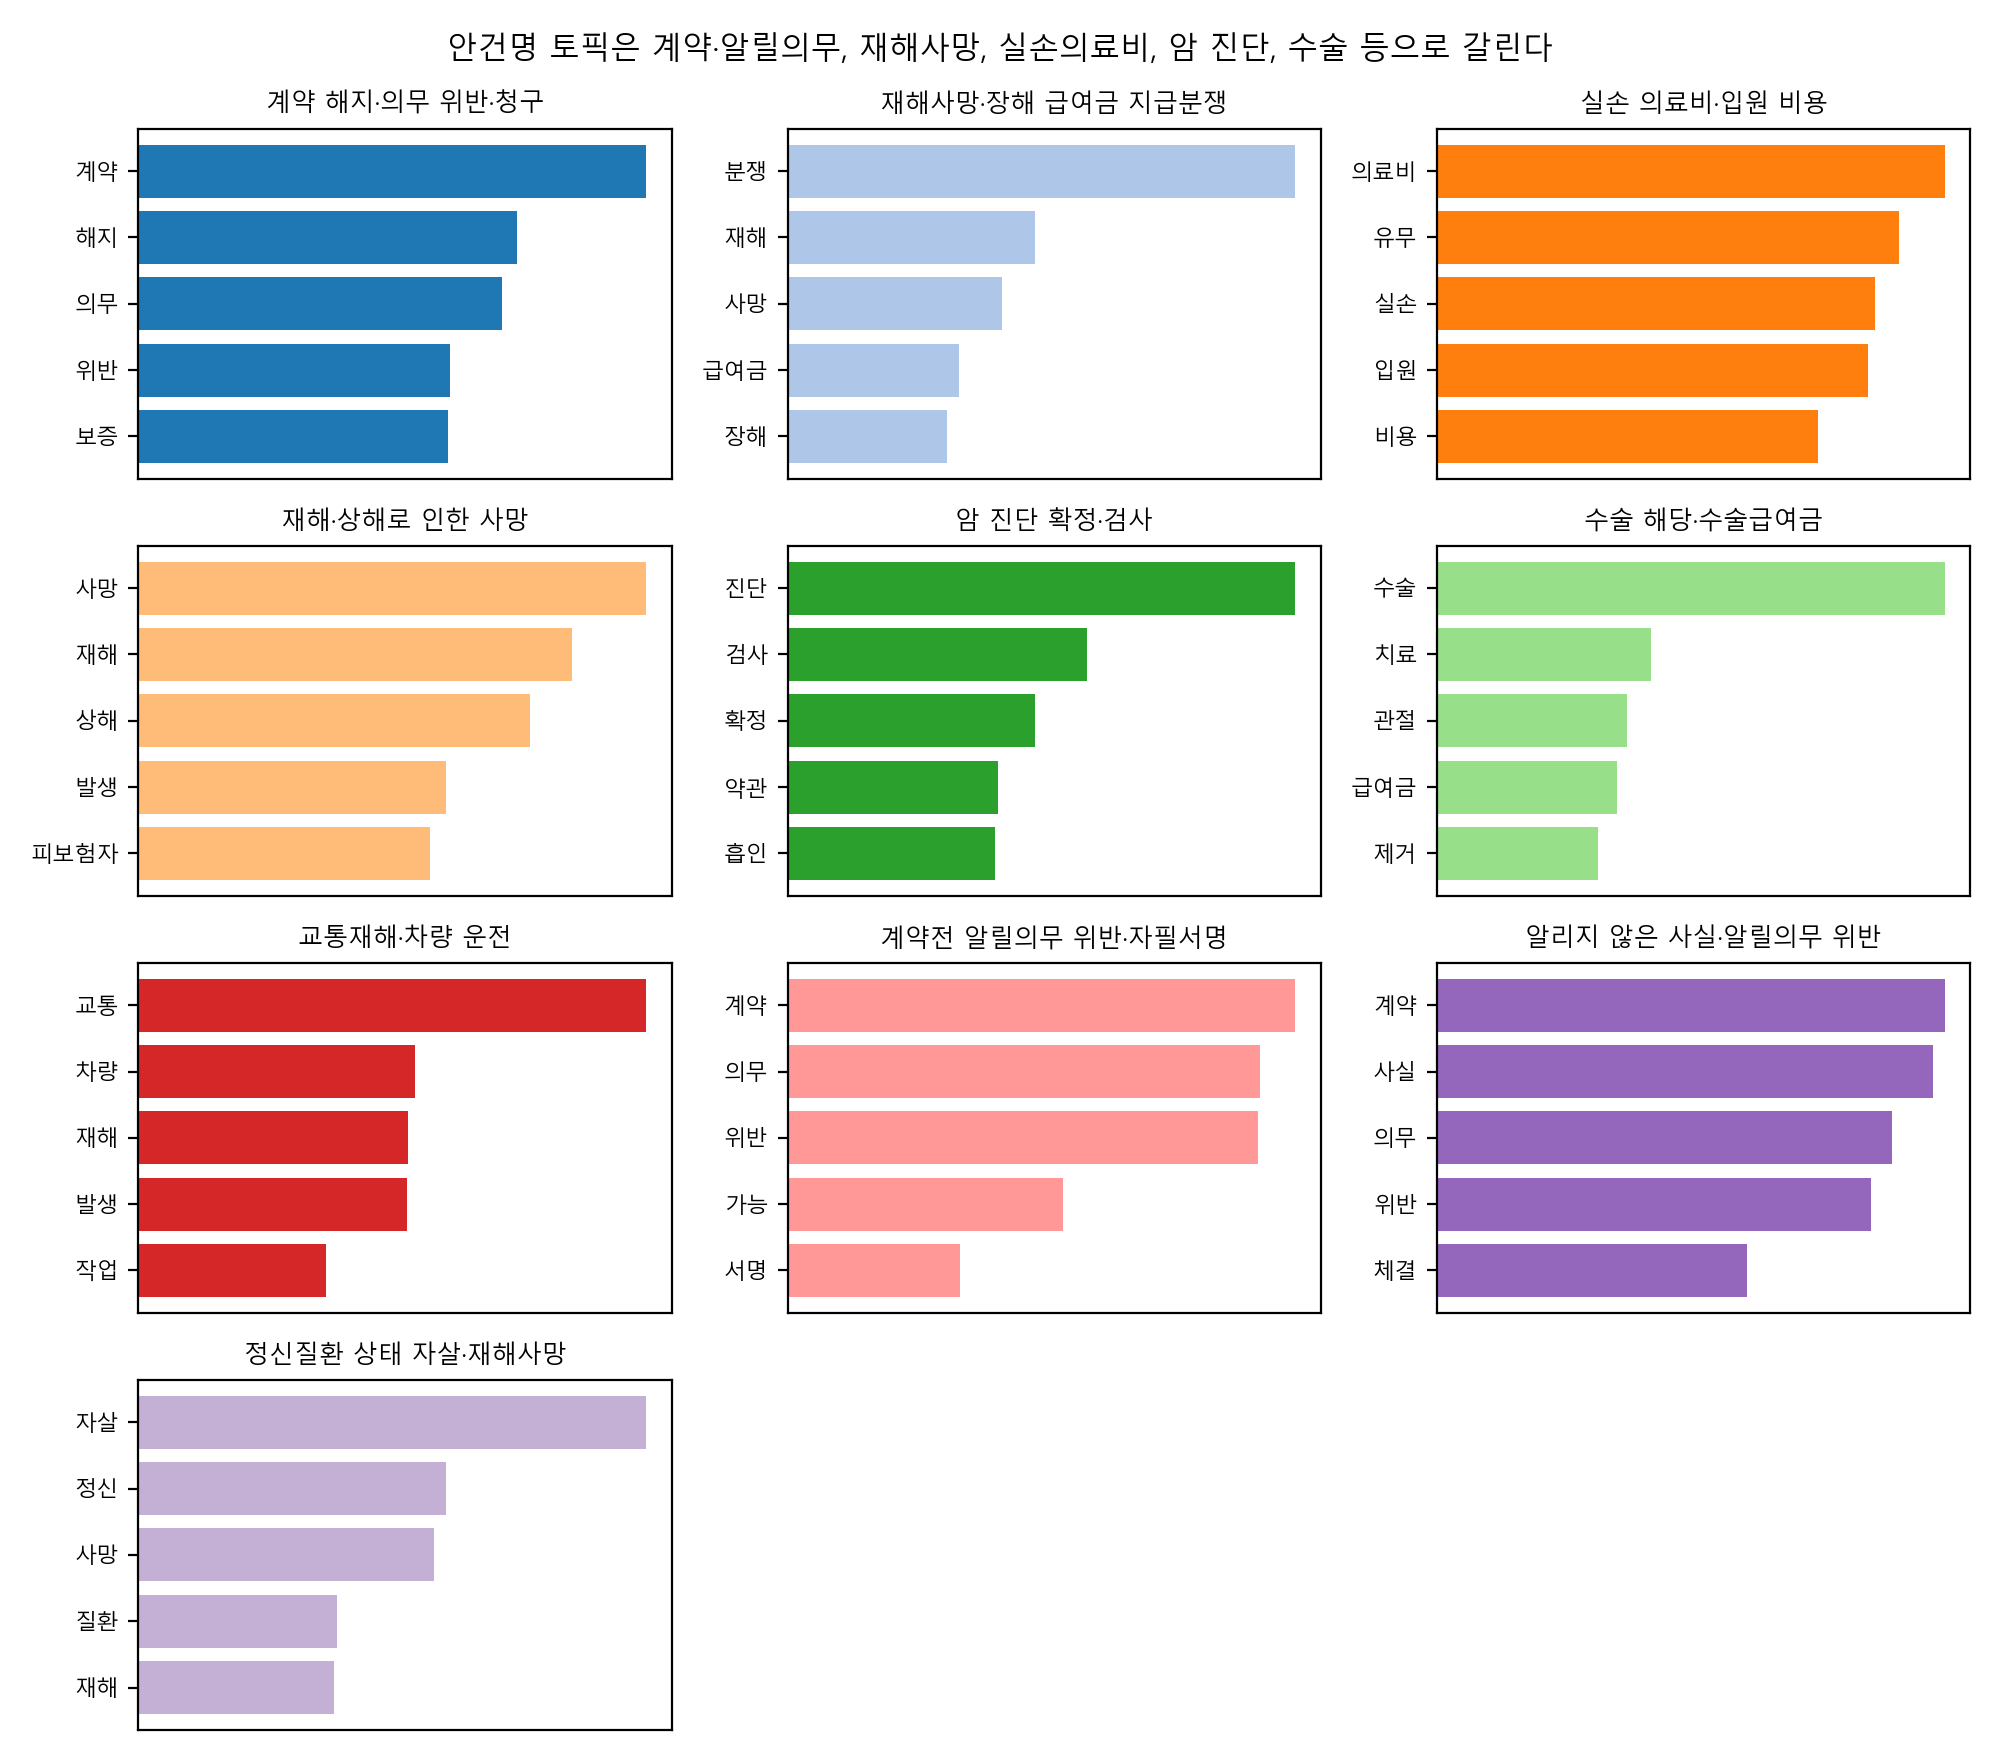 안건명 토픽은 계약·알릴의무, 재해사망, 실손의료비, 암 진단, 수술 등으로 갈린다
계약 해지·의무 위반·청구
계약
해지
의무
위반
보증
재해사망·장해 급여금 지급분쟁
분쟁
재해
사망
급여금
장해
실손 의료비·입원 비용
의료비
유무
실손
입원
비용
재해·상해로 인한 사망
사망
재해
상해
발생
피보험자
암 진단 확정·검사
진단
검사
확정
약관
흡인
수술 해당·수술급여금
수술
치료
관절
급여금
제거
교통재해·차량 운전
교통
차량
재해
발생
작업
계약전 알릴의무 위반·자필서명
계약
의무
위반
가능
서명
알리지 않은 사실·알릴의무 위반
계약
사실
의무
위반
체결
정신질환 상태 자살·재해사망
자살
정신
사망
질환
재해